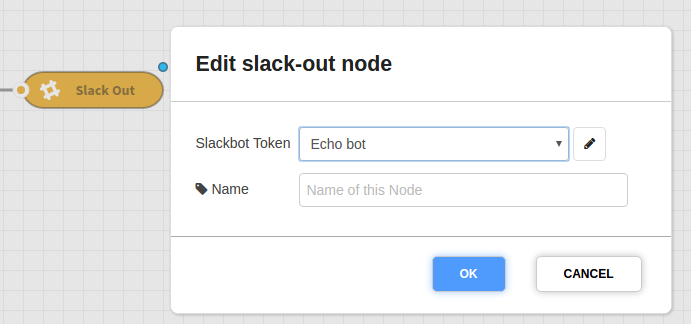 Edit slack-out node
Slack Out
Slackbot Token Echo bot
Name Name of this Node
OK CANCEL